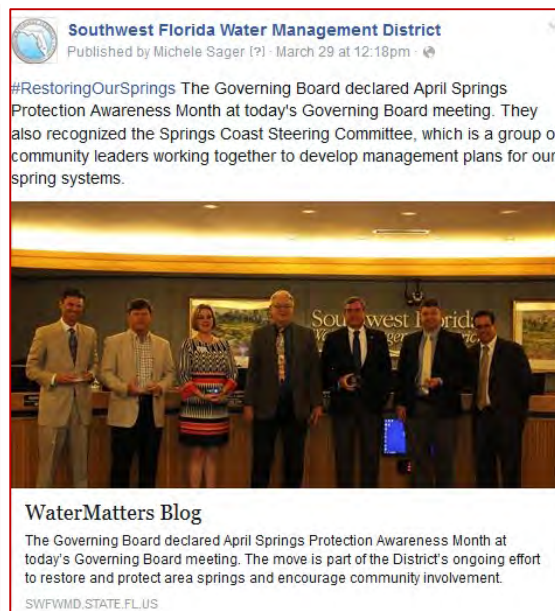 Southwest Florida Water Management District
Published by Michele Sager [?] · March 29 at 12:18pm ·
#RestoringOurSprings The Governing Board declared April Springs
Protection Awareness Month at today's Governing Board meeting. They
also recognized the Springs Coast Steering Committee, which is a group o
community leaders working together to develop management plans for our
spring systems.
Southwest Florida
WaterMatters Blog
The Governing Board declared April Springs Protection Awareness Month at
today's Governing Board meeting. The move is part of the District's ongoing effort
to restore and protect area springs and encourage community involvement.
SWFWMD.STATE.FL.US